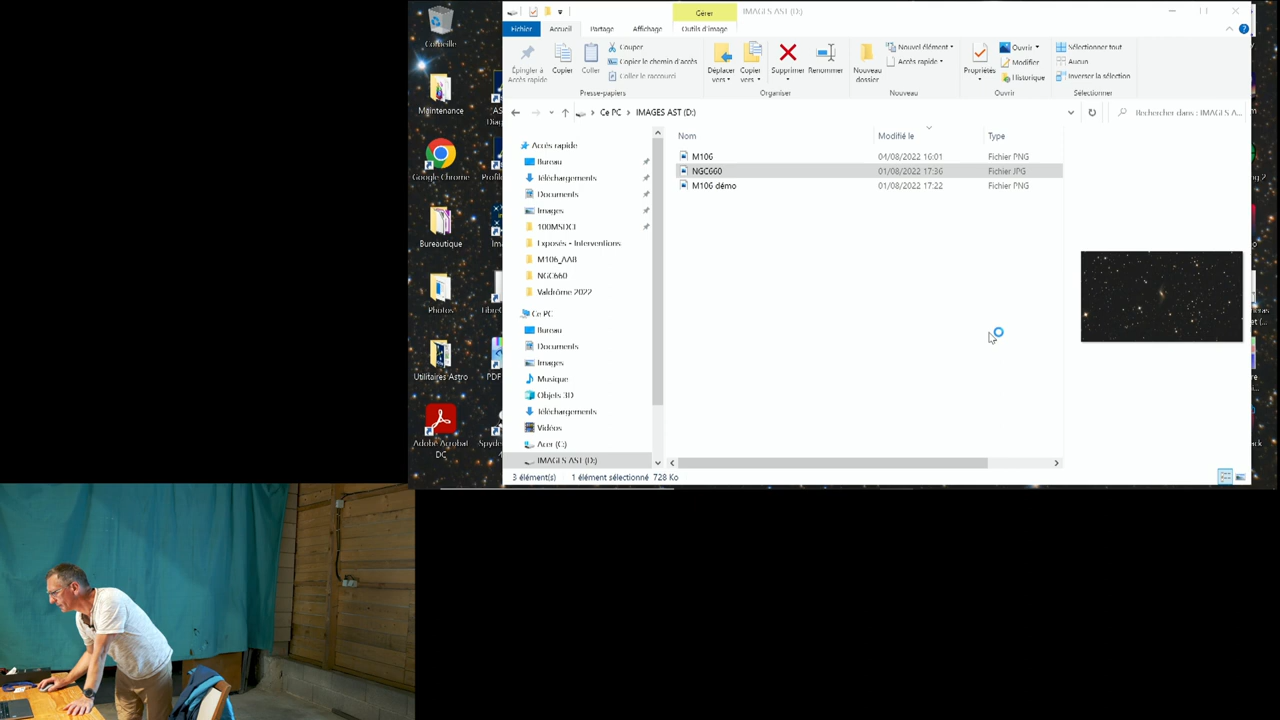 Gérer
IMAGES AST (D:)
Fichier
Accueil
Partage
Affichage
Outils d'image
Épingler à
Accès rapide
Copier
Coller
Couper
Copier le chemin d'accès
Coller le raccourci
Presse-papiers
Déplacer
vers
Copier
vers
Supprimer
Renommer
Organiser
Nouveau
dossier
Nouvel élément
Accès rapide
Nouveau
Propriétés
Ouvrir
Modifier
Historique
Ouvrir
Sélectionner tout
Aucun
Inverser la sélection
Sélectionner
Ce PC > IMAGES AST (D:)
Rechercher dans : IMAGES A...
Nom Modifié le Type
M106 01/08/2022 16:01 Fichier PNG
NGC660 01/08/2022 17:36 Fichier JPG
M106 démo 01/08/2022 17:22 Fichier PNG
Accès rapide
Bureau
Téléchargements
Documents
Images
100MSDCF
Exposés - Interventions
M106_AAB
NGC660
Valdrôme 2022
Ce PC
Bureau
Documents
Images
Musique
Objets 3D
Téléchargements
Vidéos
Acer (C:)
IMAGES AST (D:)
3 élément(s) 1 élément sélectionné 728 Ko
Corbeille
Maintenance
Google Chrome
Bureautique
Photos
Utilitaires Astro
Adobe Acrobat
DC